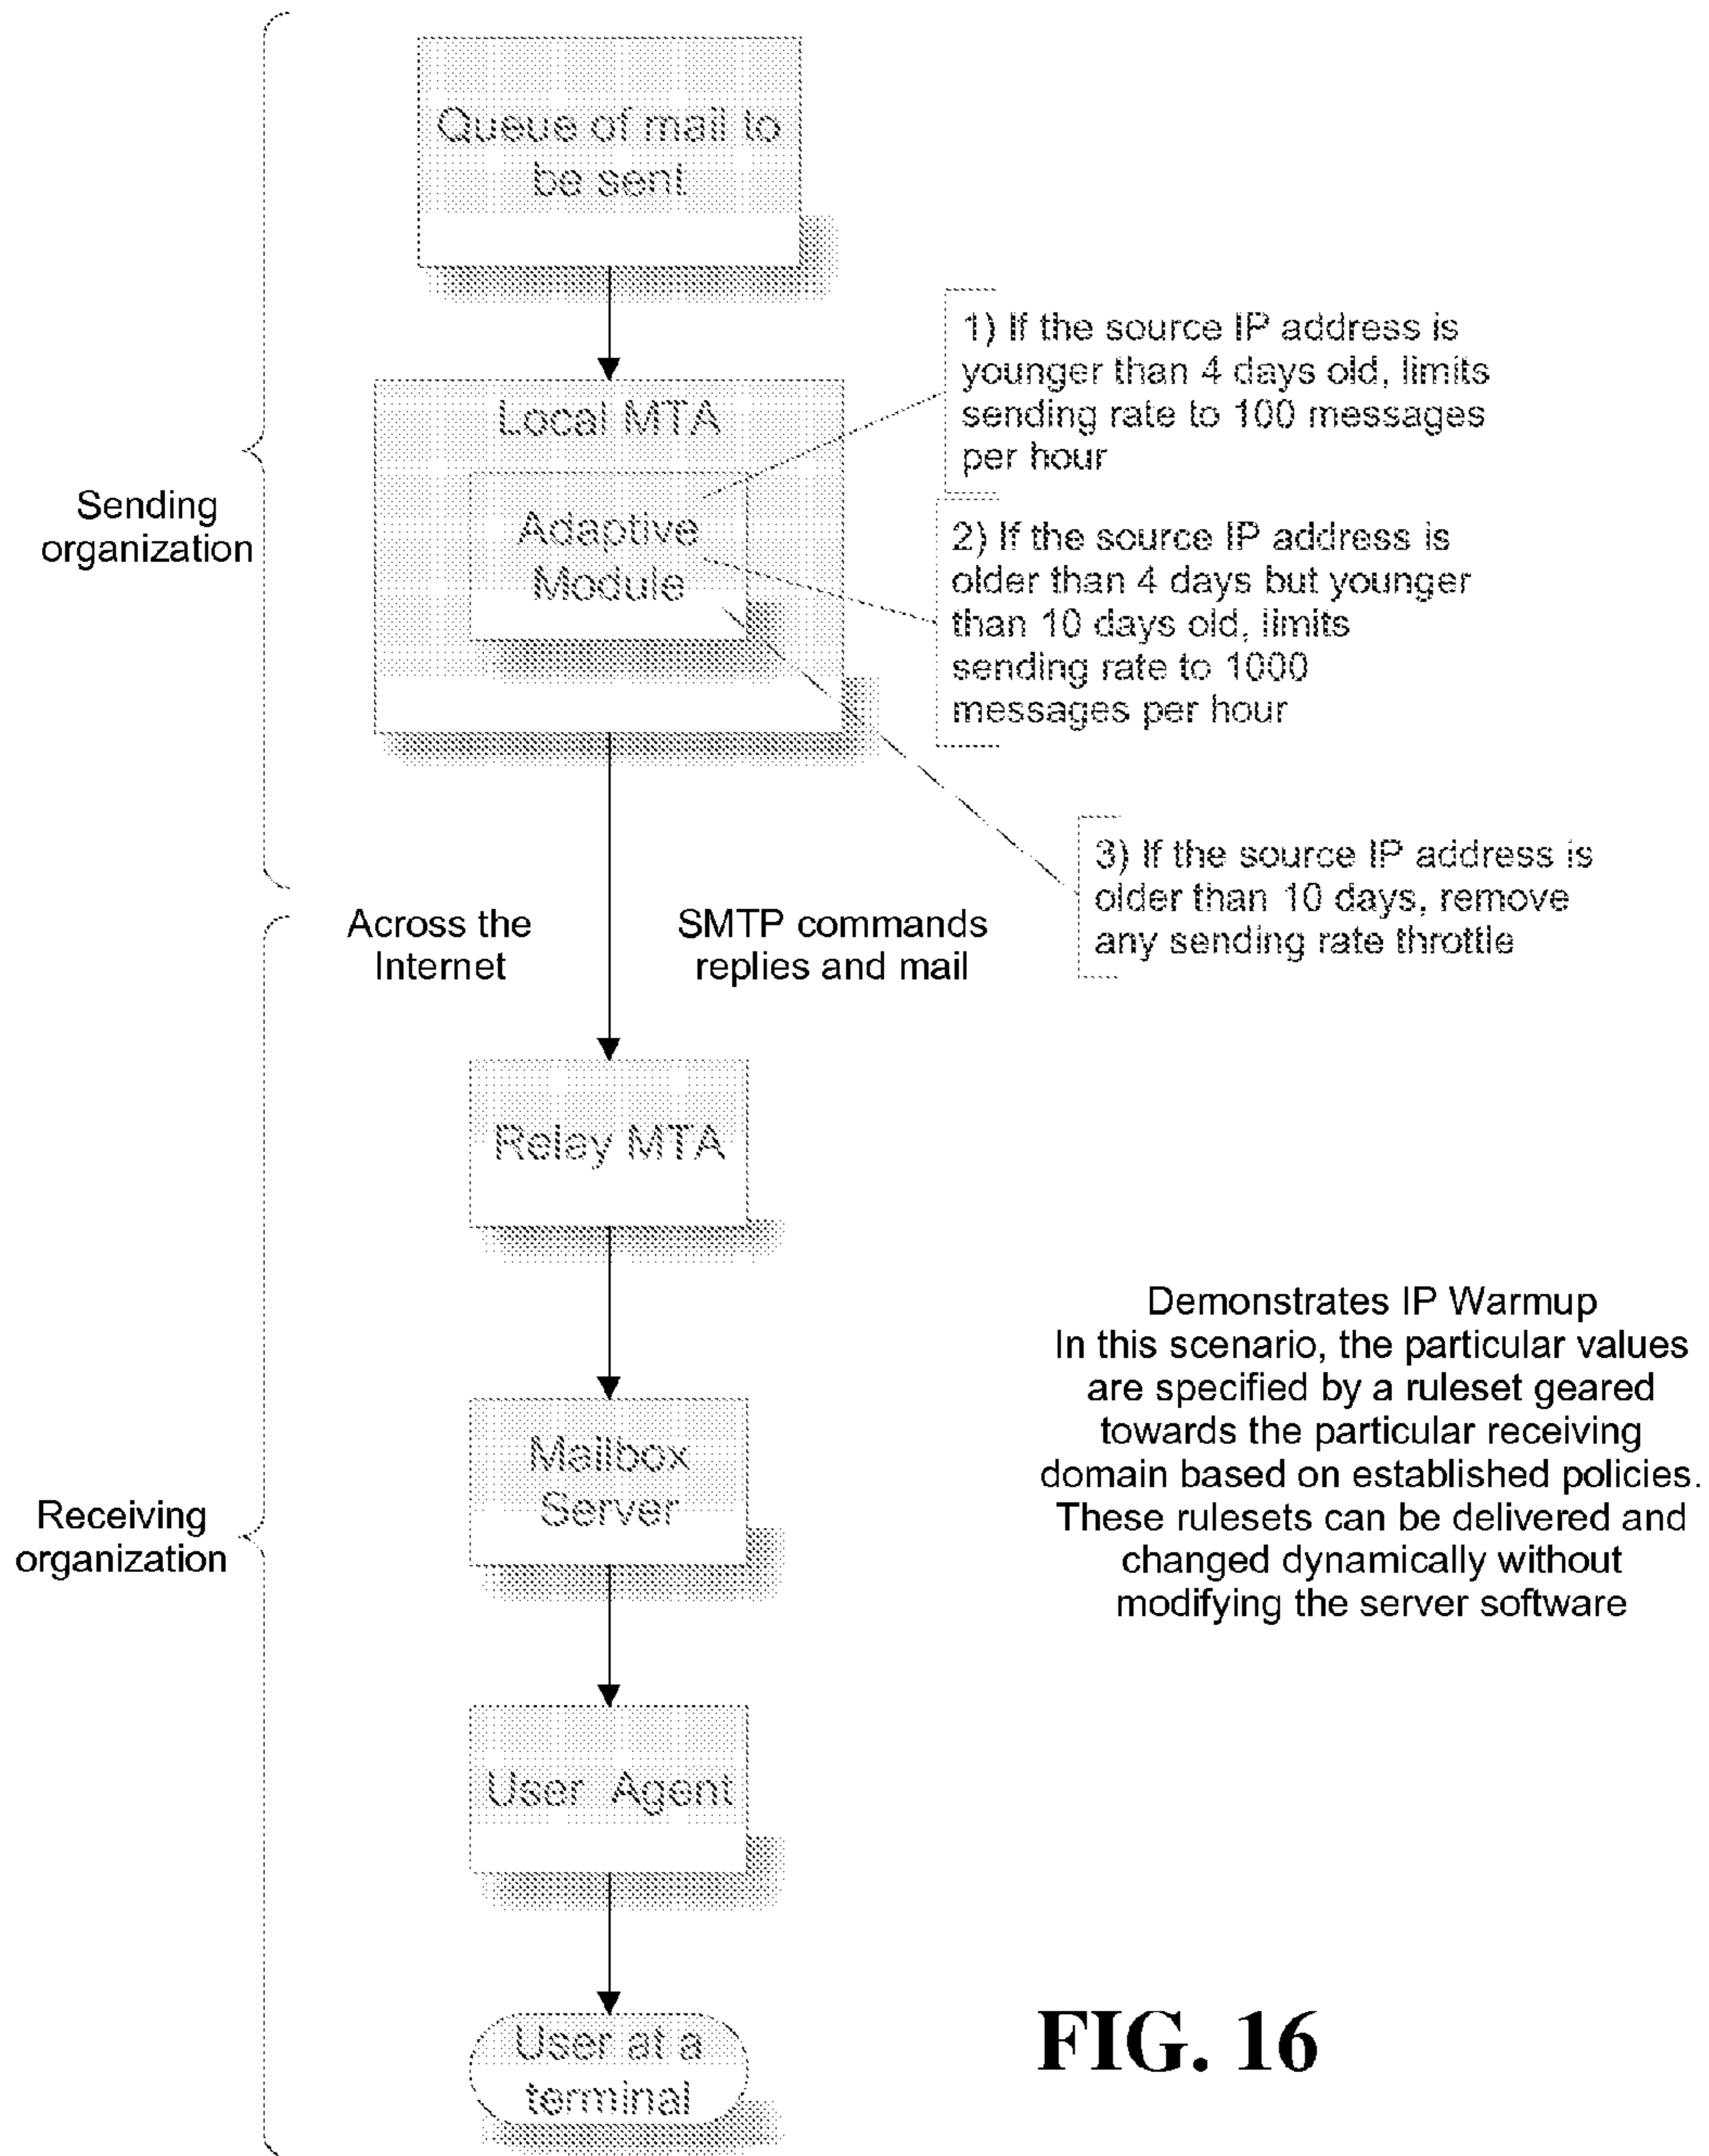 Queue of mail to
be sent
1) If the source IP address is
younger than 4 days old, limits
sending rate to 100 messages
per hour
Local MTA
Adaptive
Module
Sending
organization
2) If the source IP address is
older than 4 days but younger
than 10 days old, limits
sending rate to 1000
messages per hour
3) If the source IP address is
older than 10 days, remove
any sending rate throttle
Across the
Internet
SMTP commands
replies and mail
Relay MTA
Demonstrates IP Warmup
In this scenario, the particular values
are specified by a ruleset geared
towards the particular receiving
domain based on established policies.
These rulesets can be delivered and
changed dynamically without
modifying the server software
Mailbox
Server
Receiving
organization
User Agent
User at a
terminal
FIG. 16